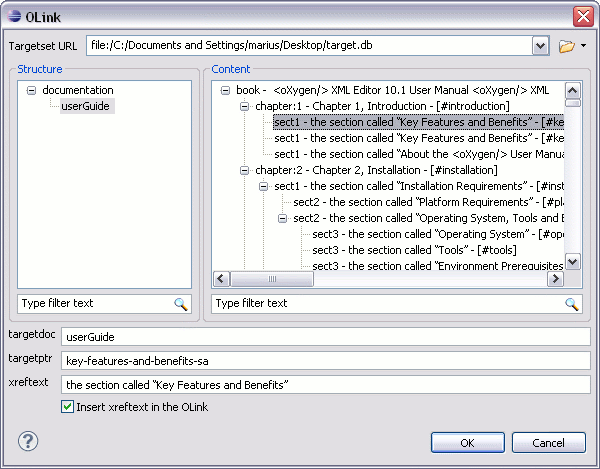 OLink
Targetset URL file:/C:/Documents and Settings/marius/Desktop/target.db
Structure
documentation
userGuide
Type filter text
Content
book - <oXygen/> XML Editor 10.1 User Manual <oXygen/> XML
chapter:1 - Chapter 1, Introduction - [#introduction]
sect1 - the section called “Key Features and Benefits” - [#ke
sect1 - the section called “Key Features and Benefits” - [#ke
sect1 - the section called “About the <oXygen/> User Manua
chapter:2 - Chapter 2, Installation - [#installation]
sect1 - the section called “Installation Requirements” - [#inst
sect2 - the section called “Platform Requirements” - [#pla
sect2 - the section called “Operating System, Tools and E
sect3 - the section called “Operating System” - [#ope
sect3 - the section called “Tools” - [#tools]
sect3 - the section called “Environment Prerequisites
Type filter text
targetdoc userGuide
targetptr key-features-and-benefits-sa
xreftext the section called “Key Features and Benefits”
Insert xreftext in the OLink
OK Cancel